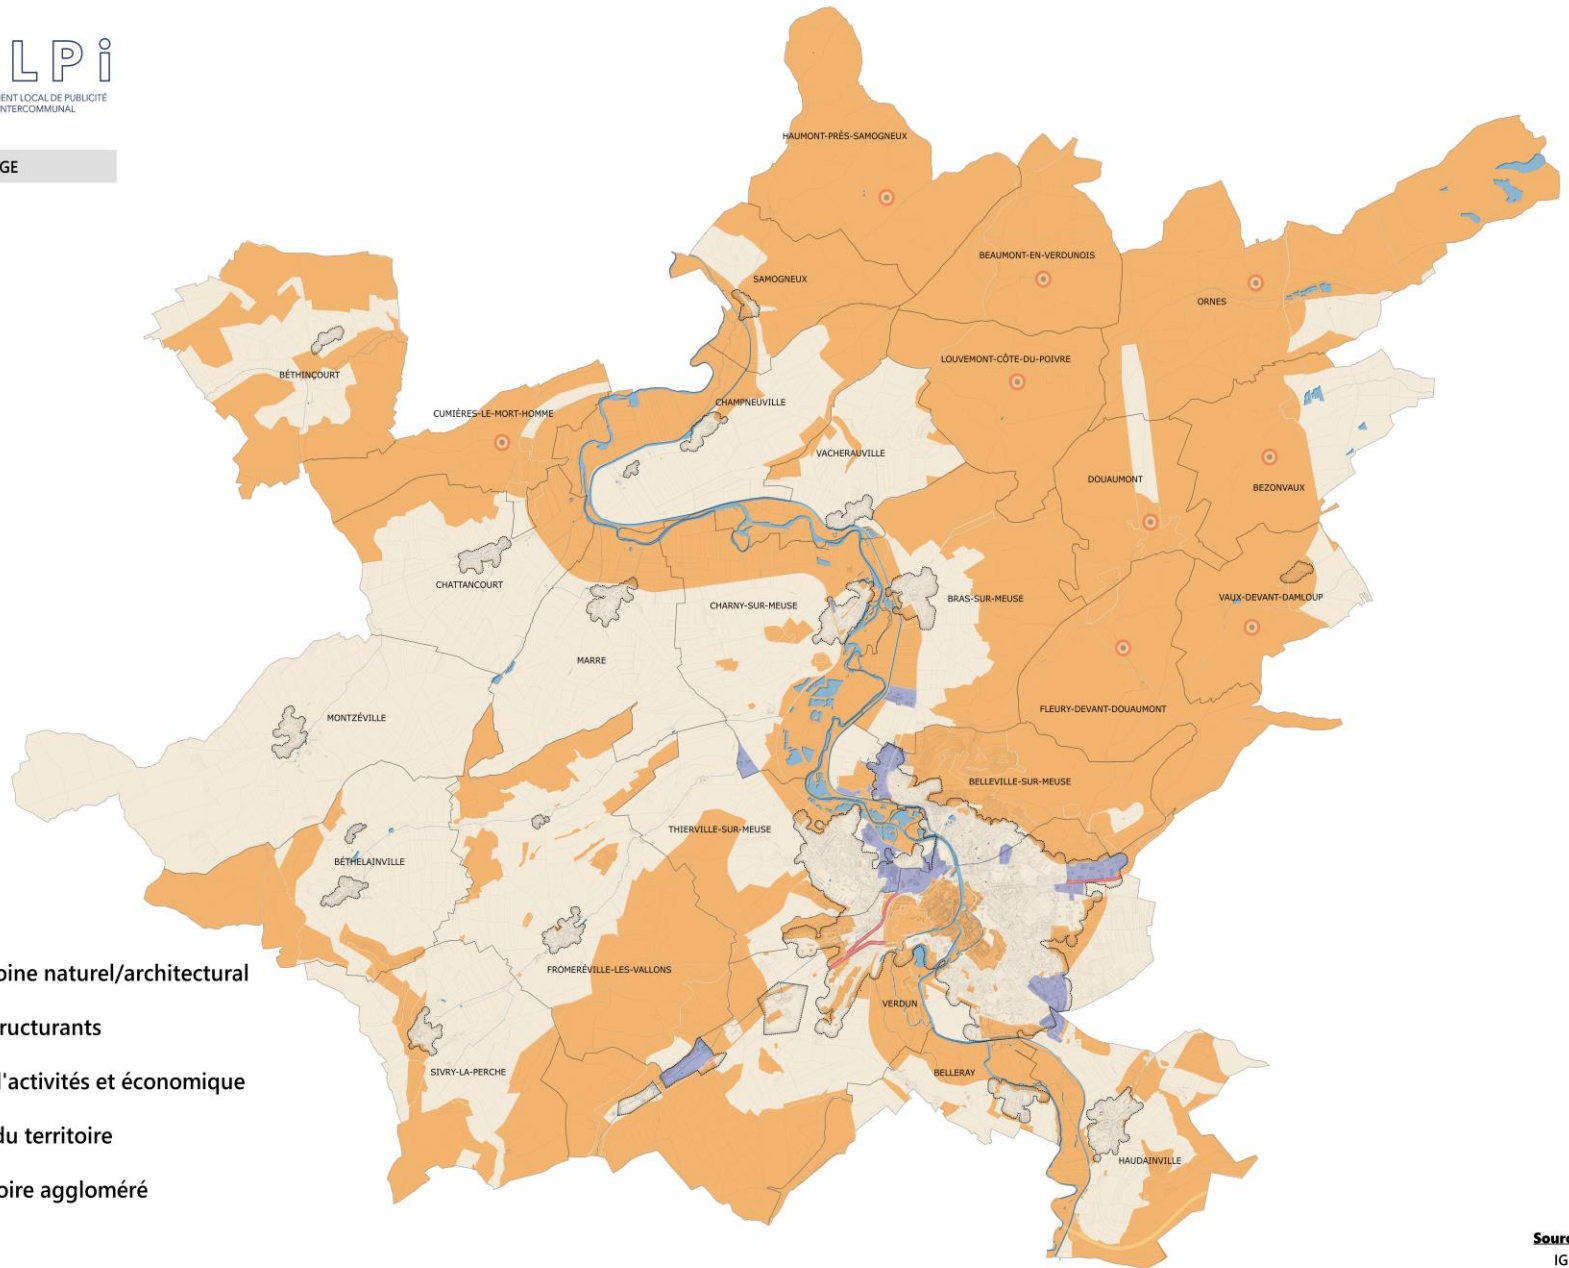 LPi
ENT LOCAL DE PUBLICITÉ
NTERCOMMUNAL
GE
HAUMONT-PRÈS-SAMOGNEUX
BEAUMONT-EN-VERDUNOIS
SAMOGNEUX
ORNES
LOUVEMONT-CÔTE-DU-POIVRE
BÉTHINCOURT
CHAMPNEUVILLE
CUMIÈRES-LE-MORT-HOMME
VACHERAUVILLE
DOUAUMONT
BEZONVAUX
CHATTANCOURT
VAUX-DEVANT-DAMLOUP
BRAS-SUR-MEUSE
CHARNY-SUR-MEUSE
MARRE
FLEURY-DEVANT-DOUAUMONT
MONTZÉVILLE
BELLEVILLE-SUR-MEUSE
THIERVILLE-SUR-MEUSE
BÉTHELAINVILLE
FROMERÉVILLE-LES-VALLONS
VERDUN
SIVRY-LA-PERCHE
BELLERAY
HAUDAINVILLE
oine naturel/architectural
ructurants
l'activités et économique
du territoire
oire aggloméré
Sourc
IG